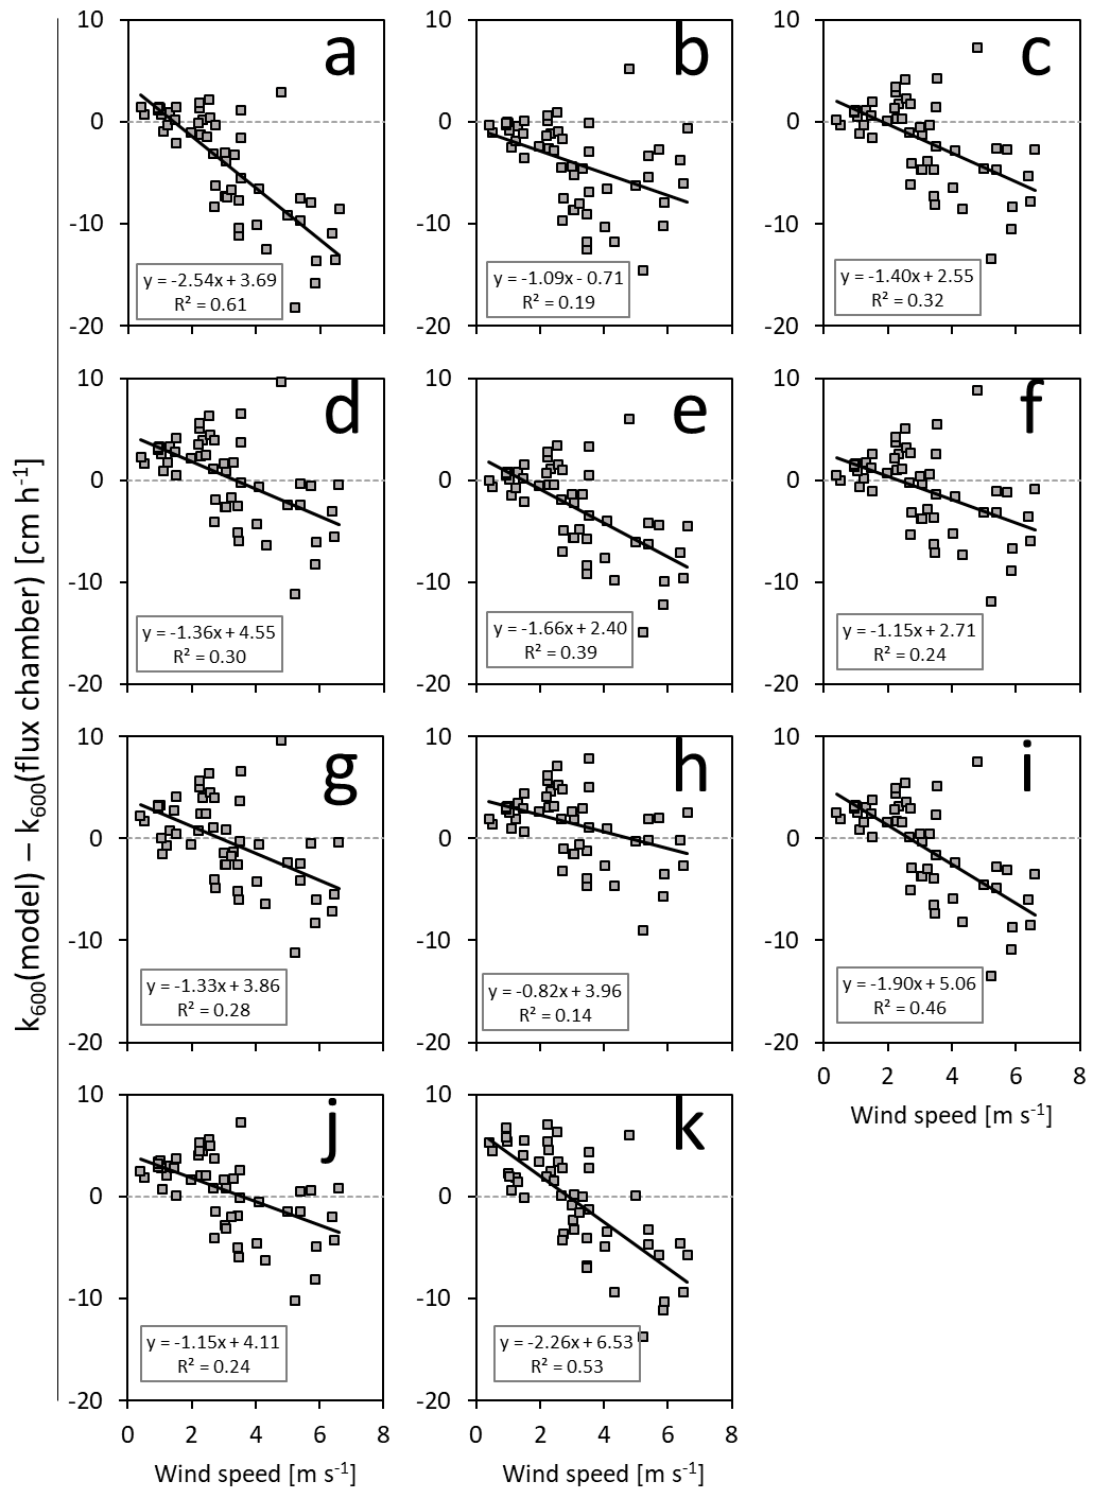 k600(model) – k600(flux chamber) [cm h-1]
10
0
-10
-20
a
y = -2.54x + 3.69
R² = 0.61
10
0
-10
-20
b
y = -1.09x - 0.71
R² = 0.19
10
0
-10
-20
c
y = -1.40x + 2.55
R² = 0.32
10
0
-10
-20
d
y = -1.36x + 4.55
R² = 0.30
10
0
-10
-20
e
y = -1.66x + 2.40
R² = 0.39
10
0
-10
-20
f
y = -1.15x + 2.71
R² = 0.24
10
0
-10
-20
g
y = -1.33x + 3.86
R² = 0.28
10
0
-10
-20
h
y = -0.82x + 3.96
R² = 0.14
10
0
-10
-20
i
y = -1.90x + 5.06
R² = 0.46
0 2 4 6 8
Wind speed [m s-1]
10
0
-10
-20
j
y = -1.15x + 4.11
R² = 0.24
0 2 4 6 8
Wind speed [m s-1]
10
0
-10
-20
k
y = -2.26x + 6.53
R² = 0.53
0 2 4 6 8
Wind speed [m s-1]